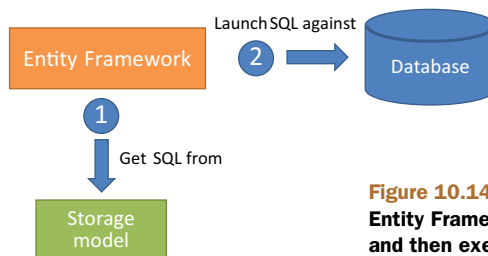 Launch SQL against
Entity Framework
2
Database
1
Get SQL from
Storage
model
Figure 10.14
Entity Frame
and then exe